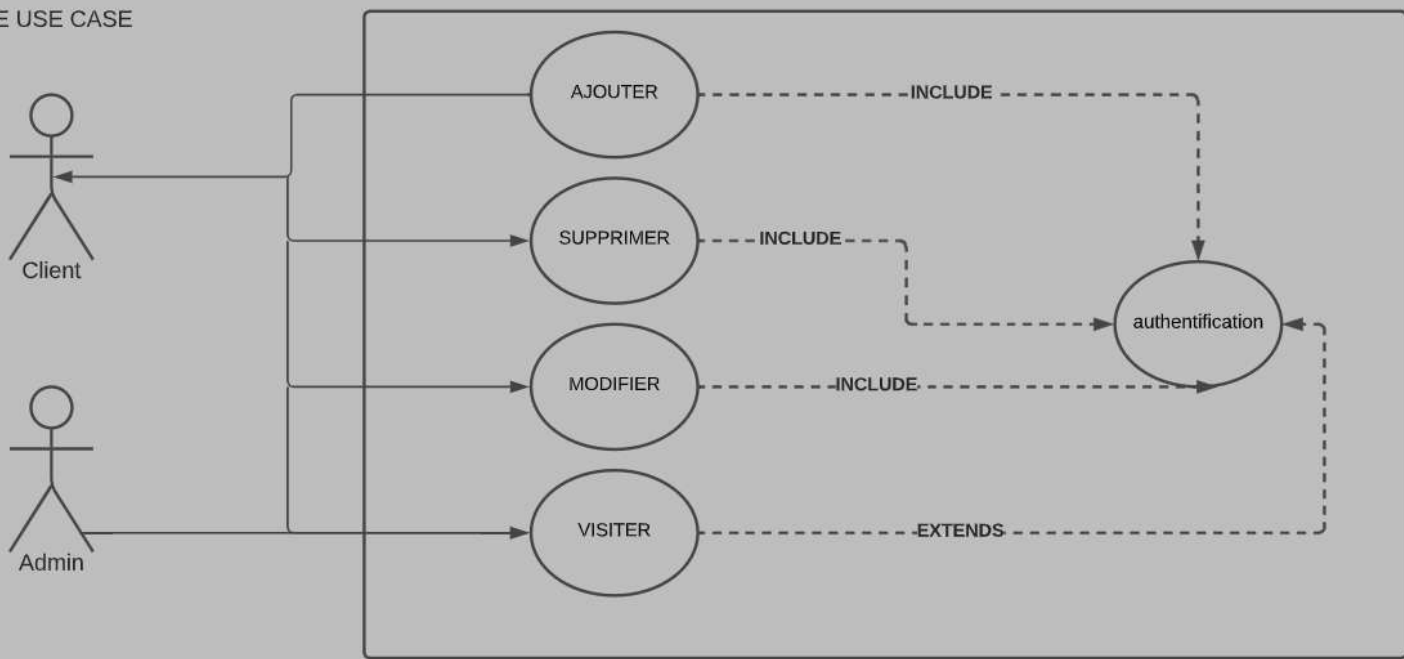 E USE CASE
AJOUTER
INCLUDE
SUPPRIMER
INCLUDE
Client
authentification
MODIFIER
INCLUDE
VISITER
EXTENDS
Admin